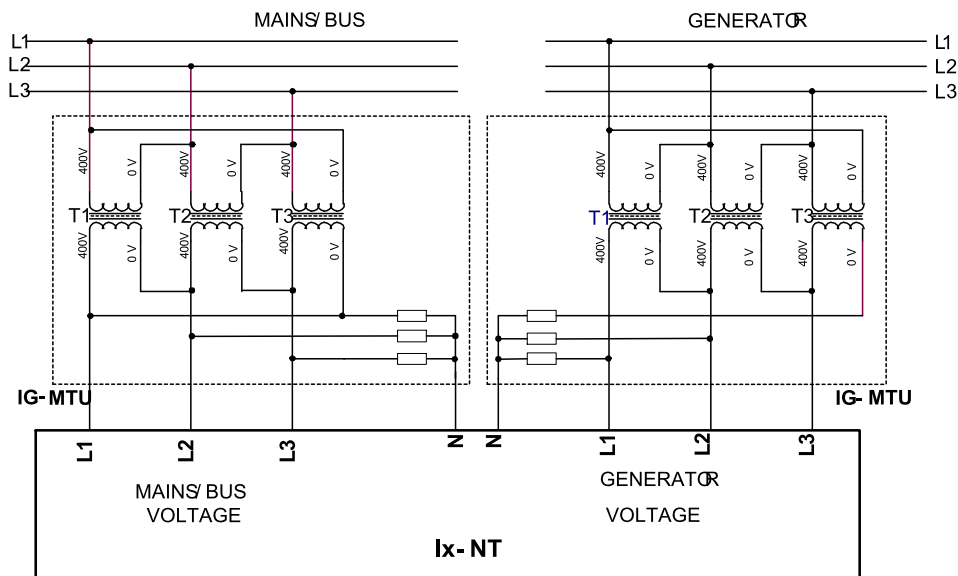 MAINS/ BUS
GENERATOR
L1
L2
L3
L1
L2
L3
400V 0 V 400V 0 V 400V 0 V
400V 0 V 400V 0 V 400V 0 V
T1 T2 T3
T1 T2 T3
400V 0 V 400V 0 V 400V 0 V
400V 0 V 400V 0 V 400V 0 V
IG-MTU
IG- MTU
L1 L2 L3 N N L1 L2 L3
MAINS/ BUS
VOLTAGE
GENERATOR
VOLTAGE
Ix- NT